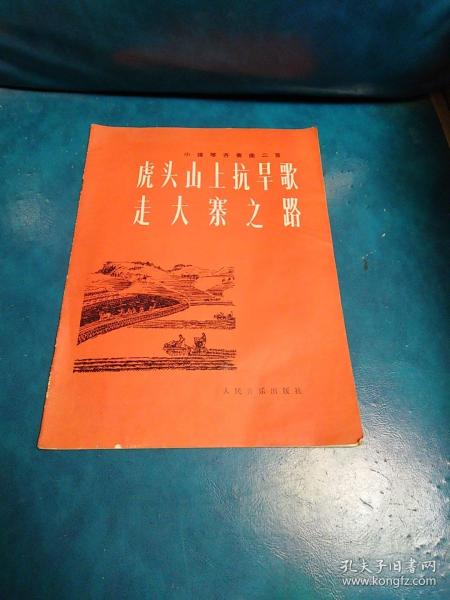 小提琴齐奏曲二首
虎头山上抗旱歌
走大寨之路
人民音乐出版社
孔夫子旧书网
www.kongfz.com